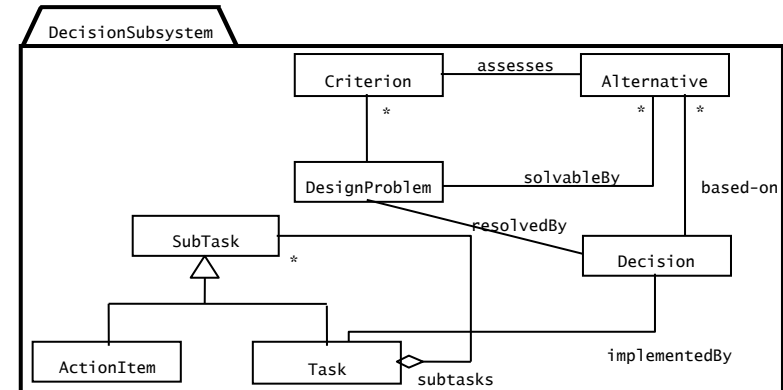 DecisionSubsystem
assesses
Criterion
Alternative
*
*
*
DesignProblem
solvableBy
based-on
resolvedBy
SubTask
*
Decision
ActionItem
Task
implementedBy
subtasks